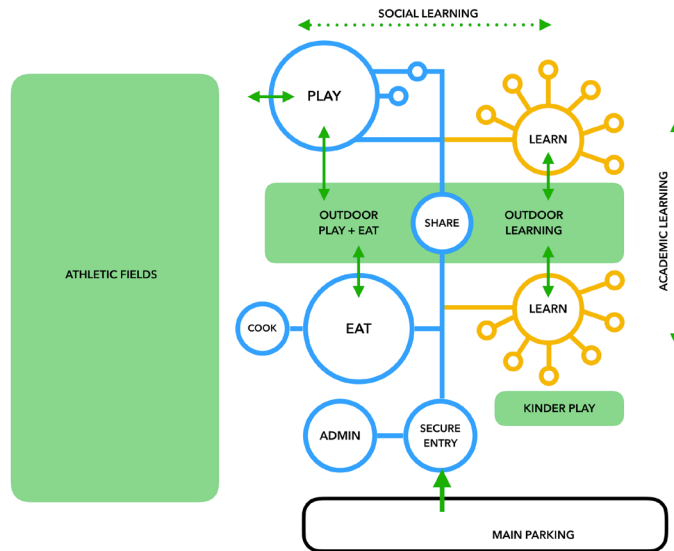 SOCIAL LEARNING
PLAY
LEARN
OUTDOOR
PLAY + EAT
SHARE
OUTDOOR
LEARNING
ACADEMIC LEARNING
ATHLETIC FIELDS
COOK
EAT
LEARN
KINDER PLAY
ADMIN
SECURE
ENTRY
MAIN PARKING